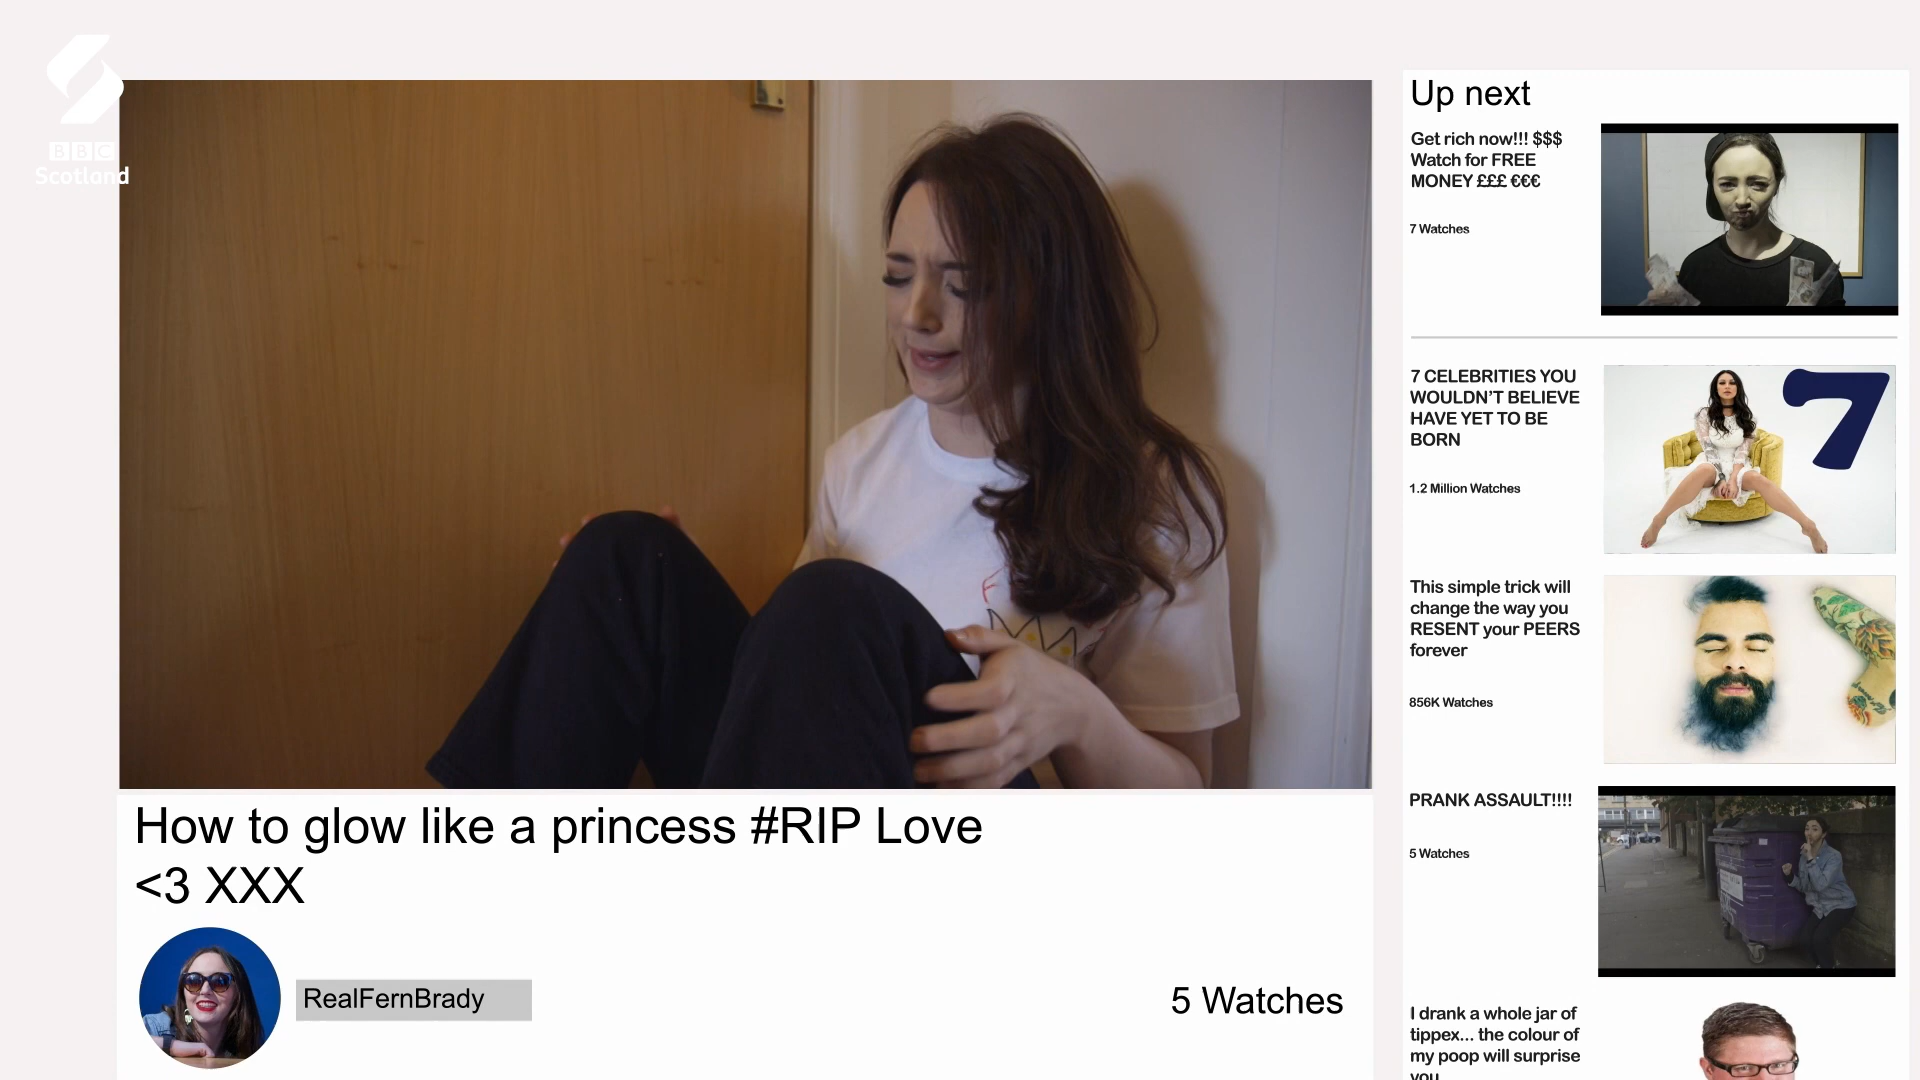 BBC
Scotland
How to glow like a princess #RIP Love
<3 XXX
RealFernBrady
5 Watches
Up next
Get rich now!!! $$$
Watch for FREE
MONEY £££ €€€
7 Watches
7 CELEBRITIES YOU
WOULDN'T BELIEVE
HAVE YET TO BE
BORN
1.2 Million Watches
7
This simple trick will
change the way you
RESENT your PEERS
forever
856K Watches
PRANK ASSAULT!!!!
5 Watches
I drank a whole jar of
tippex... the colour of
my poop will surprise
you